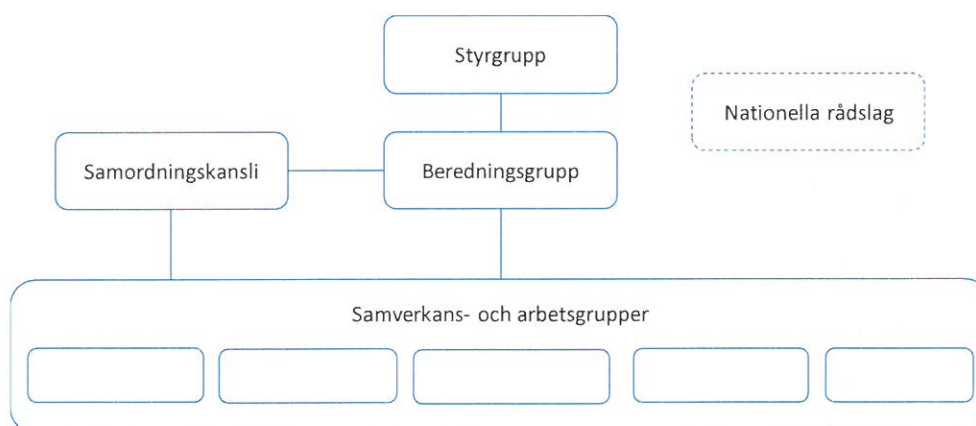 Styrgrupp
Nationella rådslag
Samordningskansli
Beredningsgrupp
Samverkans- och arbetsgrupper